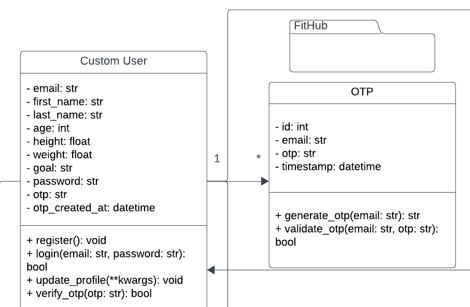 FitHub
Custom User
- email: str
- first_name: str
- last_name: str
- age: int
- height: float
- weight: float
- goal: str
- password: str
- otp: str
- otp_created_at: datetime
+ register(): void
+ login(email: str, password: str):
bool
+ update_profile(**kwargs): void
+ verify_otp(otp: str): bool
1
*
OTP
- id: int
- email: str
- otp: str
- timestamp: datetime
+ generate_otp(email: str): str
+ validate_otp(email: str, otp: str):
bool